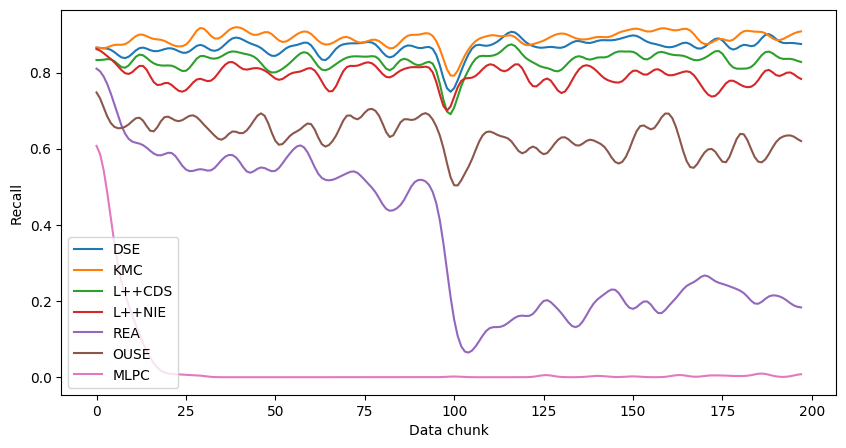 Recall
0.8
0.6
0.4
0.2
0.0
DSE
KMC
L++CDS
L++NIE
REA
OUSE
MLPC
0 25 50 75 100 125 150 175 200
Data chunk